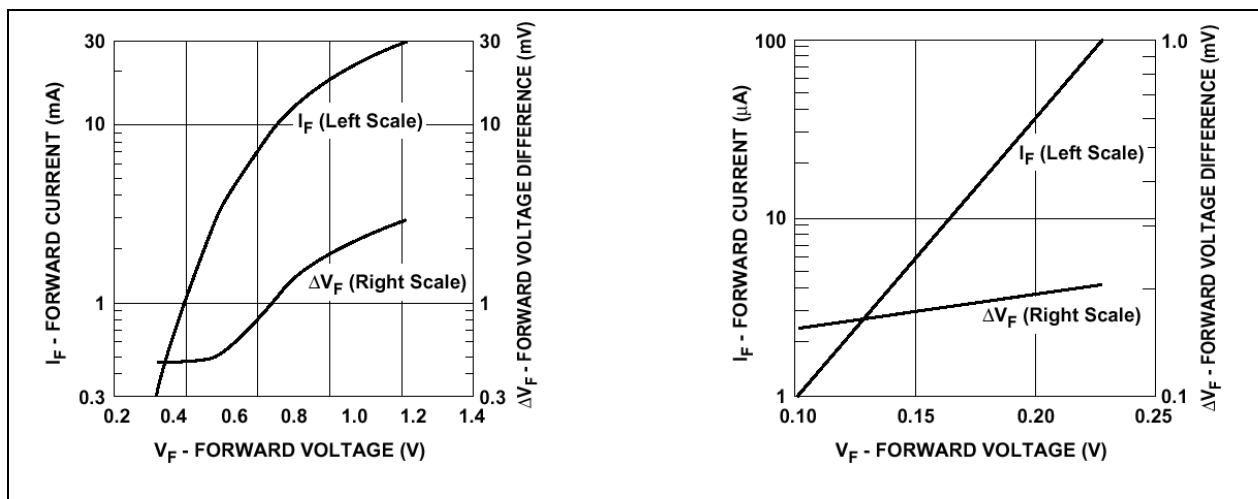 30
10
1
0.3
I_F - FORWARD CURRENT (mA)
I_F (Left Scale)
ΔV_F (Right Scale)
30
10
1
0.3
ΔV_F - FORWARD VOLTAGE DIFFERENCE (mV)
0.2 0.4 0.6 0.8 1.0 1.2 1.4
V_F - FORWARD VOLTAGE (V)
100
10
1
I_F - FORWARD CURRENT (μA)
I_F (Left Scale)
ΔV_F (Right Scale)
1.0
0.1
ΔV_F - FORWARD VOLTAGE DIFFERENCE (mV)
0.10 0.15 0.20 0.25
V_F - FORWARD VOLTAGE (V)